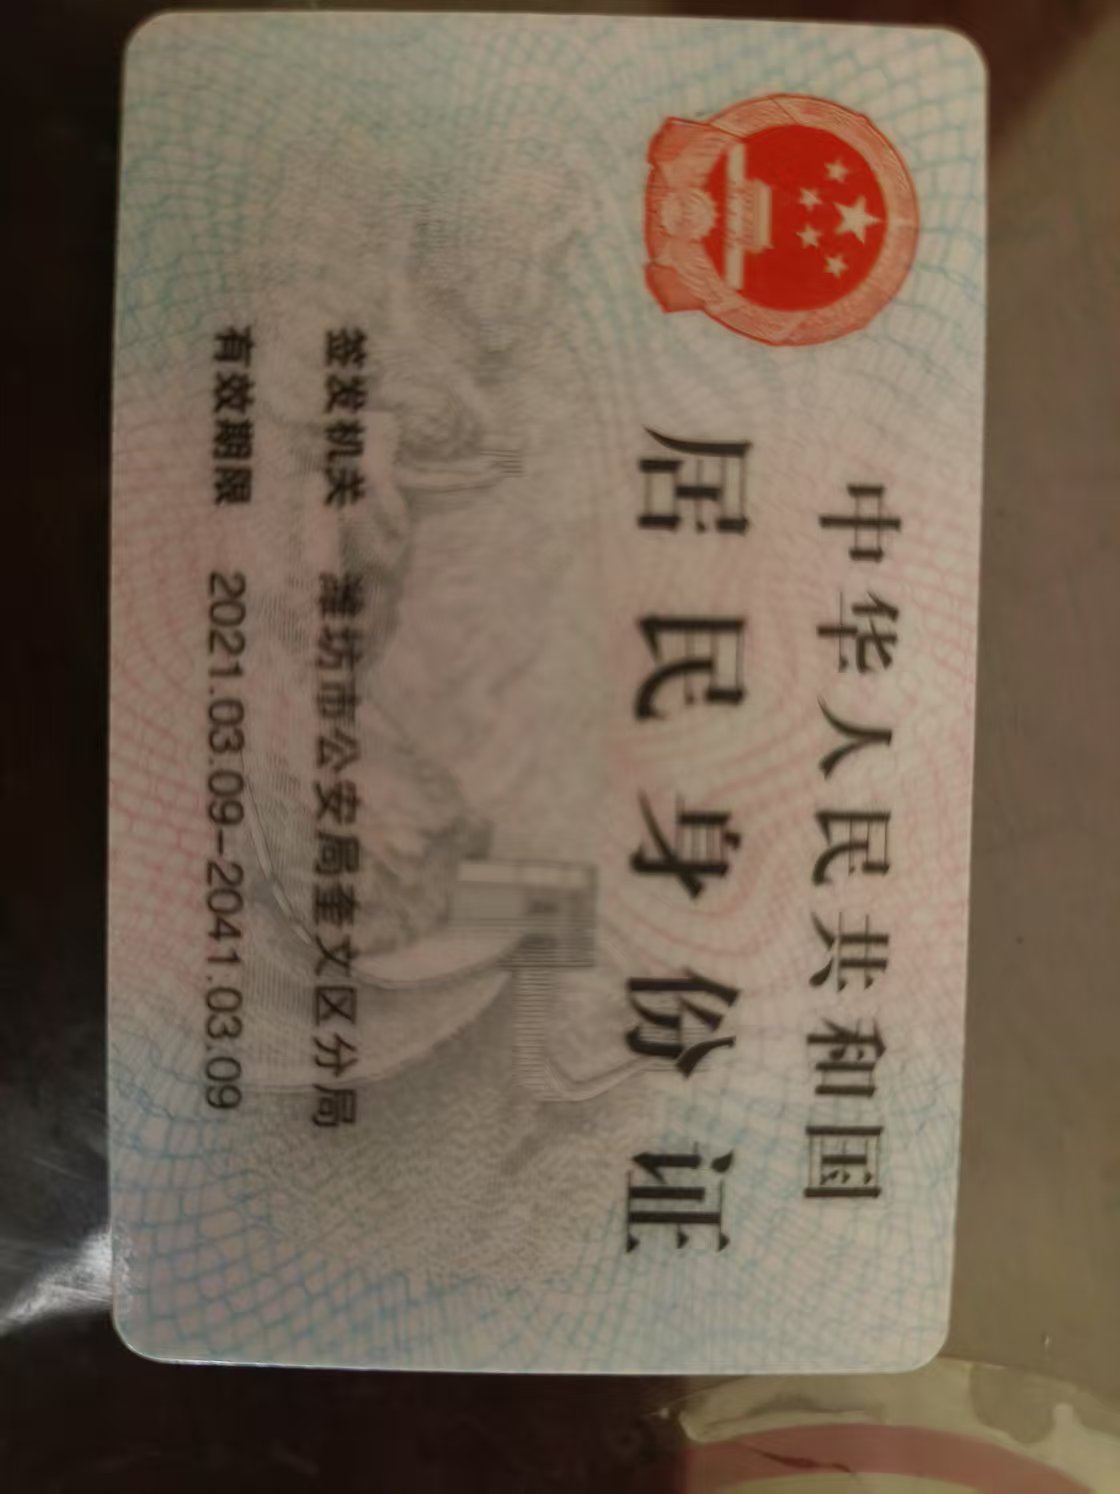 中华人民共和国
居民身份证
签发机关 潍坊市公安局奎文区分局
有效期限 2021.03.09-2041.03.09